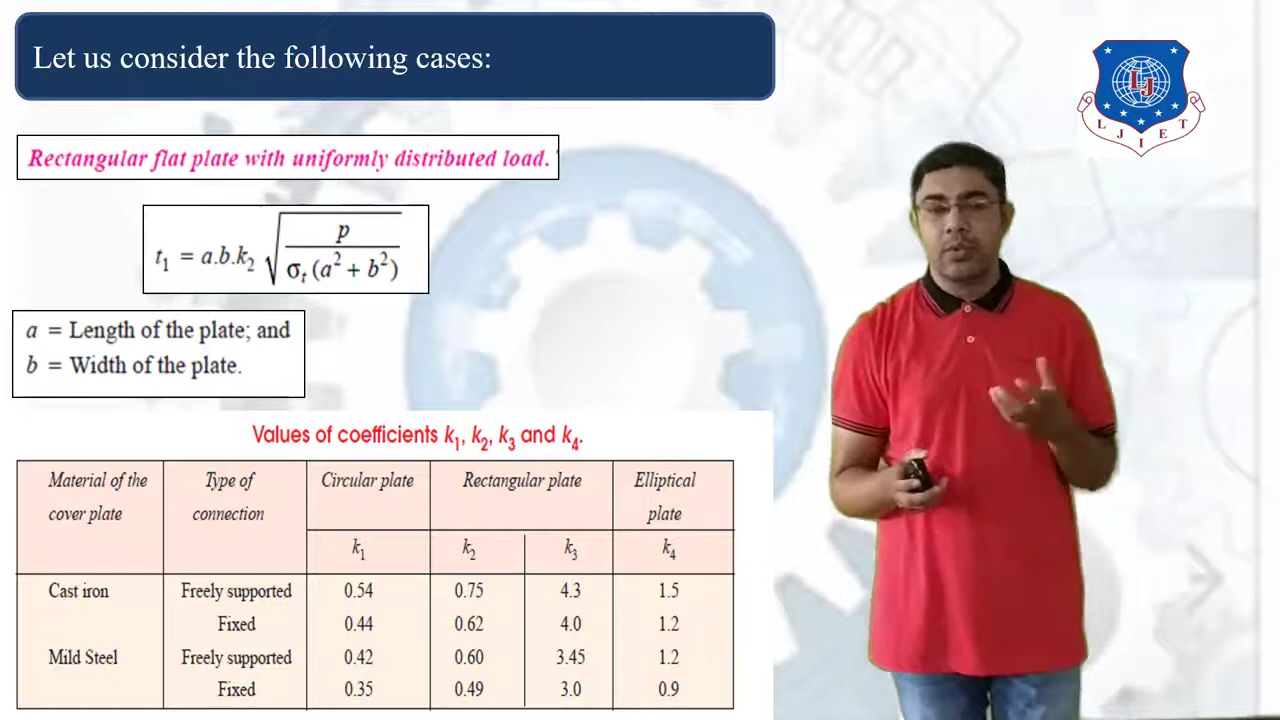 Let us consider the following cases:
Rectangular flat plate with uniformly distributed load.
t₁ = a.b.k₂ √(p / σₜ (a² + b²))
a = Length of the plate; and
b = Width of the plate.
Values of coefficients k₁, k₂, k₃ and k₄.
Material of the cover plate Type of connection Circular plate Rectangular plate Elliptical plate
k₁ k₂ k₃ k₄
Cast iron Freely supported 0.54 0.75 4.3 1.5
Fixed 0.44 0.62 4.0 1.2
Mild Steel Freely supported 0.42 0.60 3.45 1.2
Fixed 0.35 0.49 3.0 0.9
LJ
L J I E T